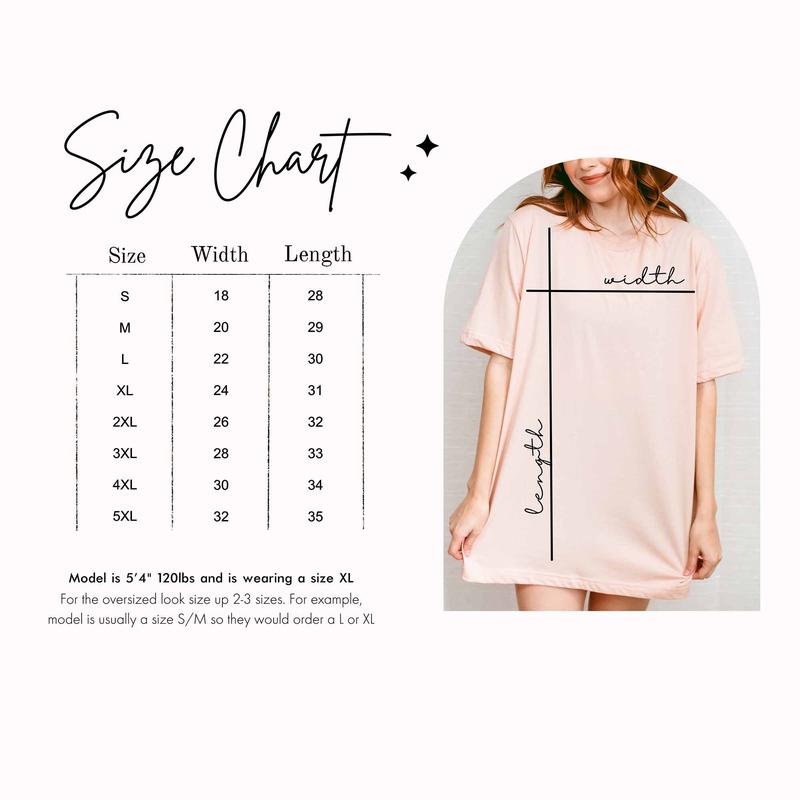 Size Chart
Size Width Length
S 18 28
M 20 29
L 22 30
XL 24 31
2XL 26 32
3XL 28 33
4XL 30 34
5XL 32 35
Model is 5'4" 120lbs and is wearing a size XL
For the oversized look size up 2-3 sizes. For example,
model is usually a size S/M so they would order a L or XL
width
length